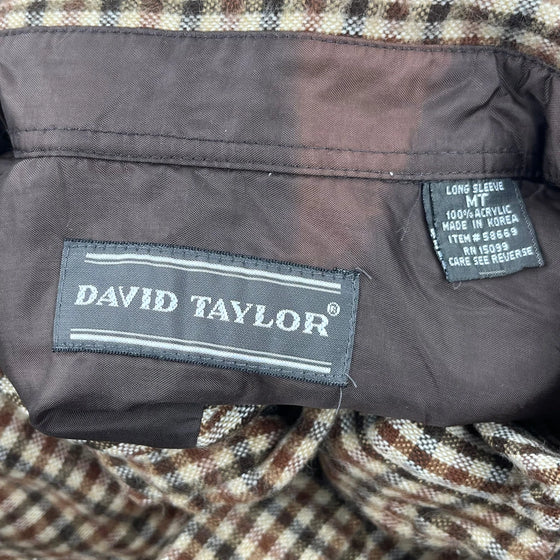 LONG SLEEVE
MT
100% ACRYLIC
MADE IN KOREA
ITEM # 58669
RN 15099
CARE SEE REVERSE
DAVID TAYLOR®